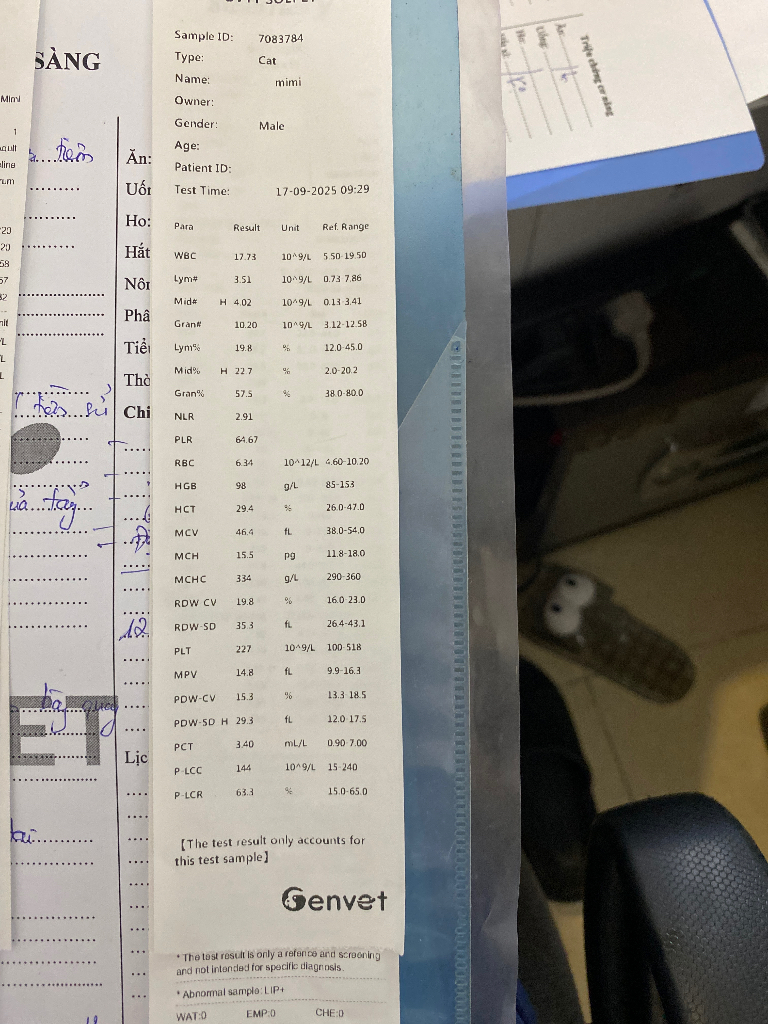 SÀNG
Mimi
1
Ăn:
Uốn
Ho:
Hắt
Nôn
Phâ
Tiể
Thờ
Chi
12
Lịc
Sample ID: 7083784
Type: Cat
Name: mimi
Owner:
Gender: Male
Age:
Patient ID:
Test Time: 17-09-2025 09:29
Para Result Unit Ref. Range
WBC 17.73 10^9/L 5.50-19.50
Lym# 3.51 10^9/L 0.73-7.86
Mid# H 4.02 10^9/L 0.13-3.41
Gran# 10.20 10^9/L 3.12-12.58
Lym% 19.8 % 12.0-45.0
Mid% H 22.7 % 2.0-20.2
Gran% 57.5 % 38.0-80.0
NLR 2.91
PLR 64.67
RBC 6.34 10^12/L 4.60-10.20
HGB 98 g/L 85-153
HCT 29.4 % 26.0-47.0
MCV 46.4 fL 38.0-54.0
MCH 15.5 pg 11.8-18.0
MCHC 334 g/L 290-360
RDW-CV 19.8 % 16.0-23.0
RDW-SD 35.3 fL 26.4-43.1
PLT 227 10^9/L 100-518
MPV 14.8 fL 9.9-16.3
PDW-CV 15.3 % 13.3-18.5
PDW-SD H 29.3 fL 12.0-17.5
PCT 3.40 mL/L 0.90-7.00
P-LCC 144 10^9/L 15-240
P-LCR 63.3 % 15.0-65.0
【The test result only accounts for
this test sample】
Genvet
* The test result is only a refence and screening
and not intended for specific diagnosis.
* Abnormal sample: LIP+
WAT:0 EMP:0 CHE:0
Triệu chứng cơ năng
Ăn:
Uống:
Ho: